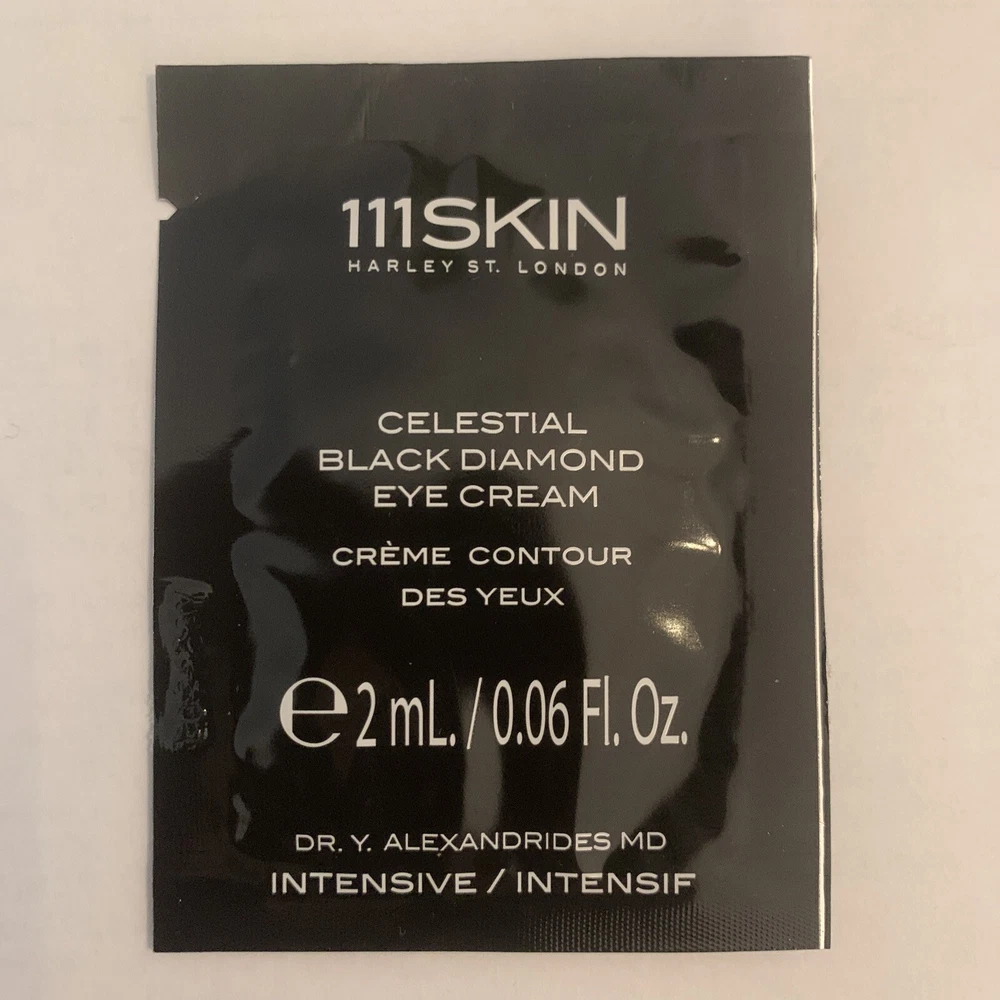 111SKIN
HARLEY ST. LONDON
CELESTIAL
BLACK DIAMOND
EYE CREAM
CRÈME CONTOUR
DES YEUX
℮ 2 mL. / 0.06 Fl. Oz.
DR. Y. ALEXANDRIDES MD
INTENSIVE / INTENSIF